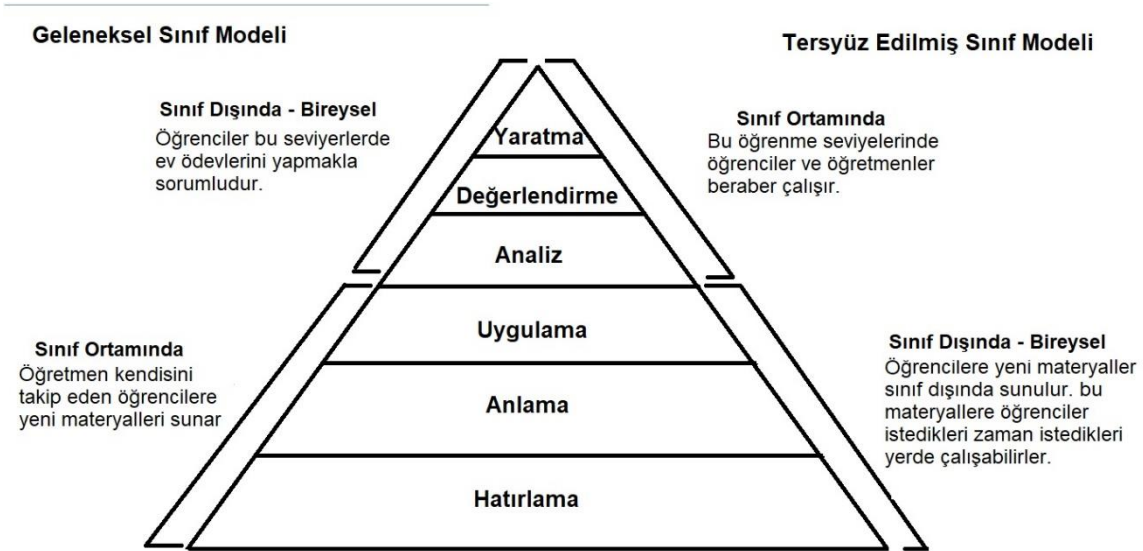 Geleneksel Sınıf Modeli
Tersyüz Edilmiş Sınıf Modeli
Sınıf Dışında - Bireysel
Öğrenciler bu seviyerlerde
ev ödevlerini yapmakla
sorumludur.
Sınıf Ortamında
Bu öğrenme seviyelerinde
öğrenciler ve öğretmenler
beraber çalışır.
Yaratma
Değerlendirme
Analiz
Uygulama
Anlama
Hatırlama
Sınıf Ortamında
Öğretmen kendisini
takip eden öğrencilere
yeni materyalleri sunar
Sınıf Dışında - Bireysel
Öğrencilere yeni materyaller
sınıf dışında sunulur. bu
materyallere öğrenciler
istedikleri zaman istedikleri
yerde çalışabilirler.